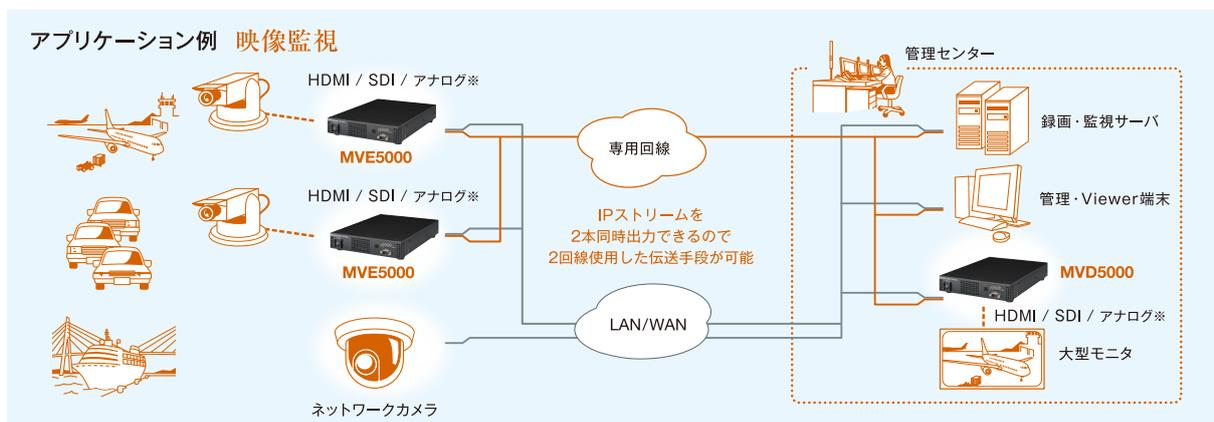 アプリケーション例 映像監視
HDMI / SDI / アナログ※
MVE5000
HDMI / SDI / アナログ※
MVE5000
ネットワークカメラ
専用回線
IPストリームを
2本同時出力できるので
2回線使用した伝送手段が可能
LAN/WAN
管理センター
録画・監視サーバ
管理・Viewer端末
MVD5000
HDMI / SDI / アナログ※
大型モニタ